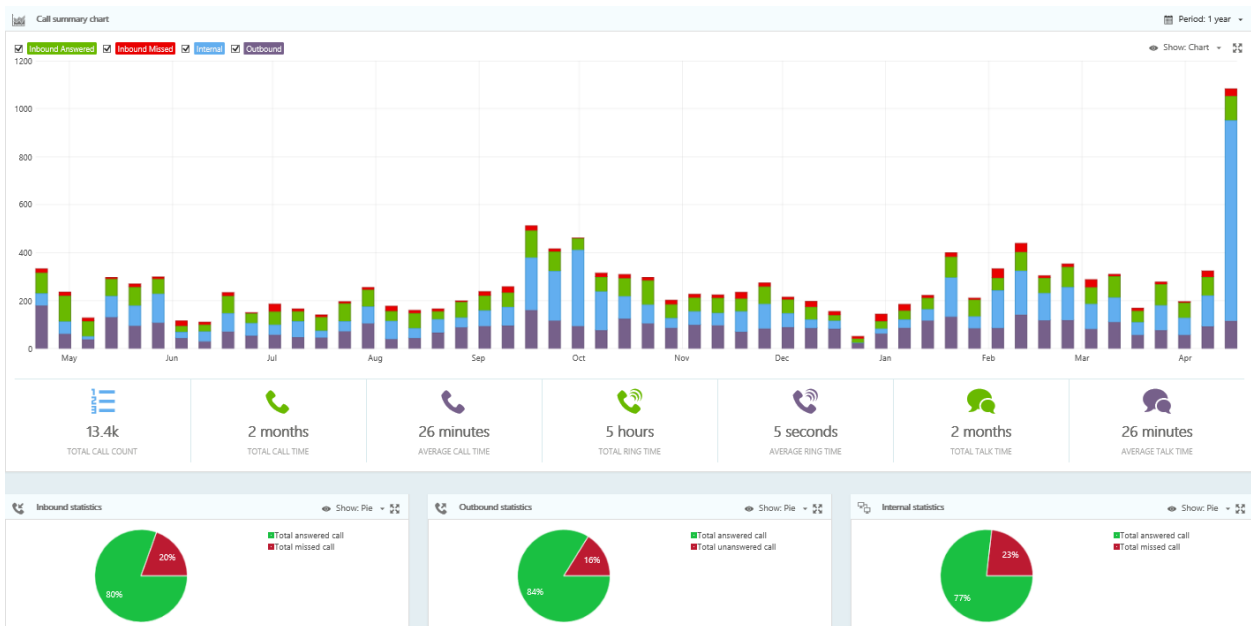 Call summary chart
Period: 1 year
Inbound Answered
Inbound Missed
Internal
Outbound
Show: Chart
1200
1000
800
600
400
200
0
May
Jun
Jul
Aug
Sep
Oct
Nov
Dec
Jan
Feb
Mar
Apr
1
2
3
13.4k
TOTAL CALL COUNT
2 months
TOTAL CALL TIME
26 minutes
AVERAGE CALL TIME
5 hours
TOTAL RING TIME
5 seconds
AVERAGE RING TIME
2 months
TOTAL TALK TIME
26 minutes
AVERAGE TALK TIME
Inbound statistics
Show: Pie
Total answered call
Total missed call
20%
80%
Outbound statistics
Show: Pie
Total answered call
Total unanswered call
16%
84%
Internal statistics
Show: Pie
Total answered call
Total missed call
23%
77%